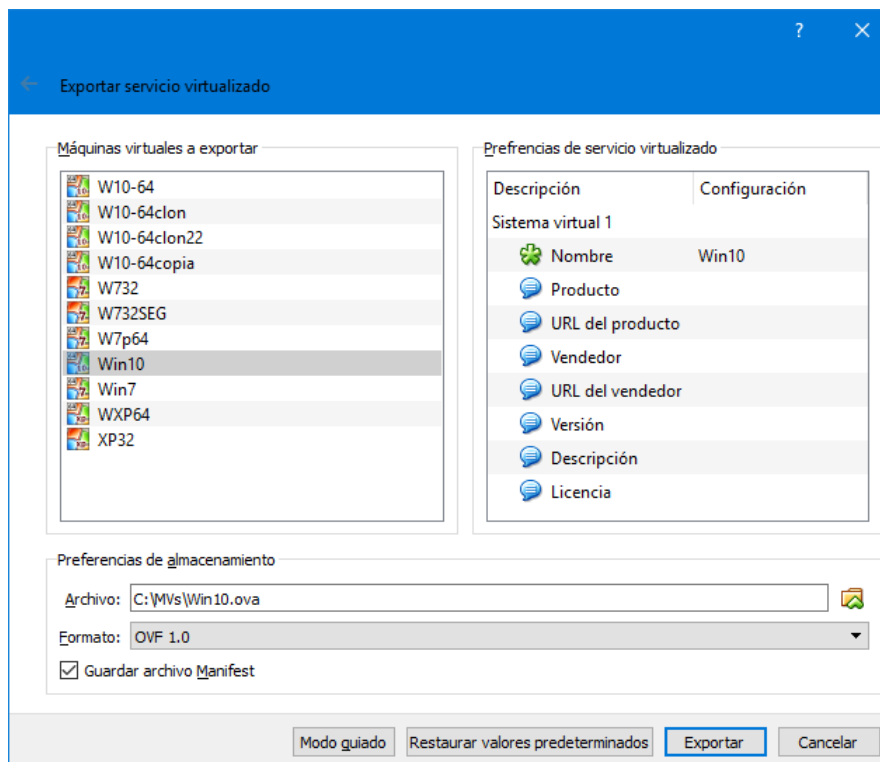 ?
Exportar servicio virtualizado
Máquinas virtuales a exportar
W10-64
W10-64clon
W10-64clon22
W10-64copia
W732
W732SEG
W7p64
Win10
Win7
WXP64
XP32
Prefrencias de servicio virtualizado
Descripción Configuración
Sistema virtual 1
Nombre Win10
Producto
URL del producto
Vendedor
URL del vendedor
Versión
Descripción
Licencia
Preferencias de almacenamiento
Archivo: C:\MVs\Win10.ova
Formato: OVF 1.0
Guardar archivo Manifest
Modo guiado Restaurar valores predeterminados Exportar Cancelar